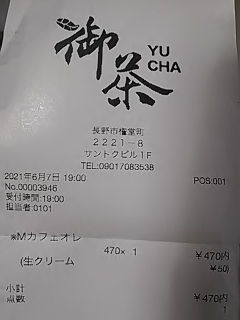 御茶 YU CHA
長野市権堂町
2221-8
サントクビル1F
TEL:09017083538
2021年6月7日 19:00 POS:001
No.00003946
受付時間:19:00
担当者:0101
※Mカフェオレ
470× 1 ￥470内
(生クリーム ￥50)
小計 ￥470内
点数 1